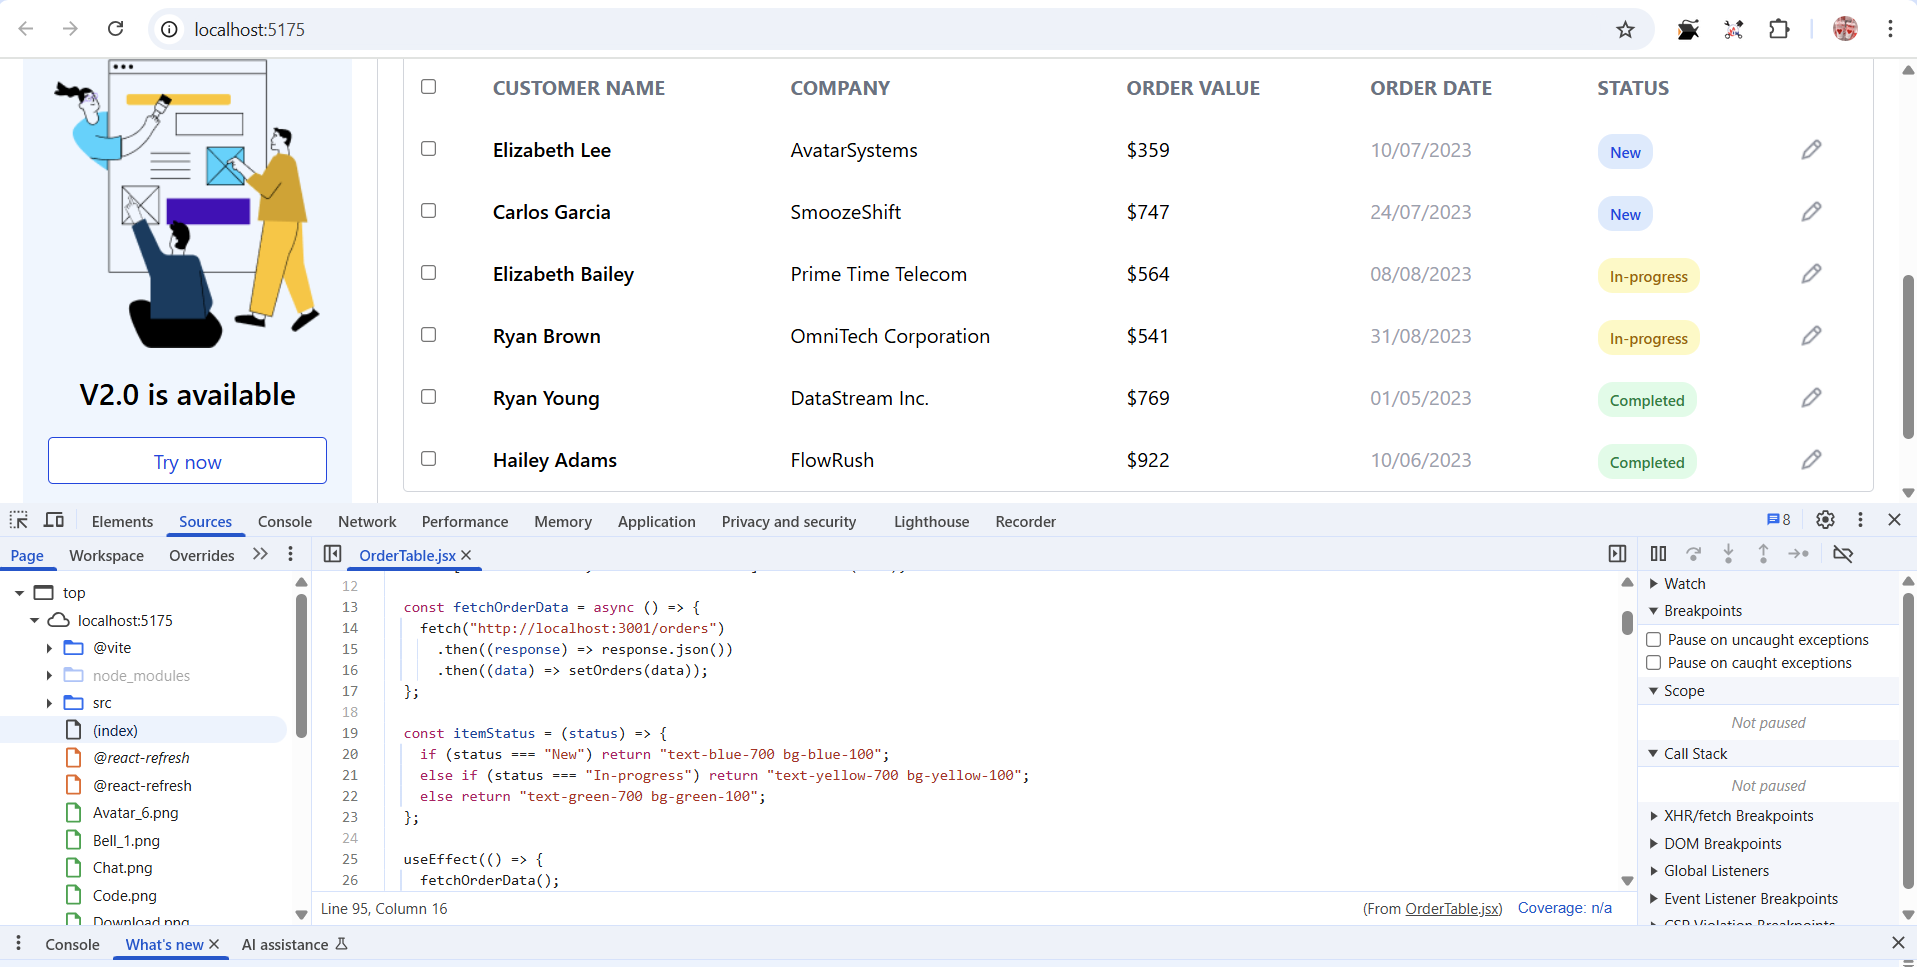 localhost:5175
CUSTOMER NAME COMPANY ORDER VALUE ORDER DATE STATUS
Elizabeth Lee AvatarSystems $359 10/07/2023 New
Carlos Garcia SmoozeShift $747 24/07/2023 New
Elizabeth Bailey Prime Time Telecom $564 08/08/2023 In-progress
Ryan Brown OmniTech Corporation $541 31/08/2023 In-progress
Ryan Young DataStream Inc. $769 01/05/2023 Completed
Hailey Adams FlowRush $922 10/06/2023 Completed
V2.0 is available
Try now
Elements Sources Console Network Performance Memory Application Privacy and security Lighthouse Recorder 8
Page Workspace Overrides
OrderTable.jsx
top
localhost:5175
@vite
node_modules
src
(index)
@react-refresh
@react-refresh
Avatar_6.png
Bell_1.png
Chat.png
Code.png
Download.png
12
13 const fetchOrderData = async () => {
14 fetch("http://localhost:3001/orders")
15 .then((response) => response.json())
16 .then((data) => setOrders(data));
17 };
18
19 const itemStatus = (status) => {
20 if (status === "New") return "text-blue-700 bg-blue-100";
21 else if (status === "In-progress") return "text-yellow-700 bg-yellow-100";
22 else return "text-green-700 bg-green-100";
23 };
24
25 useEffect(() => {
26 fetchOrderData();
Line 95, Column 16
(From OrderTable.jsx) Coverage: n/a
Watch
Breakpoints
Pause on uncaught exceptions
Pause on caught exceptions
Scope
Not paused
Call Stack
Not paused
XHR/fetch Breakpoints
DOM Breakpoints
Global Listeners
Event Listener Breakpoints
CSP Violation Breakpoints
Console What's new AI assistance